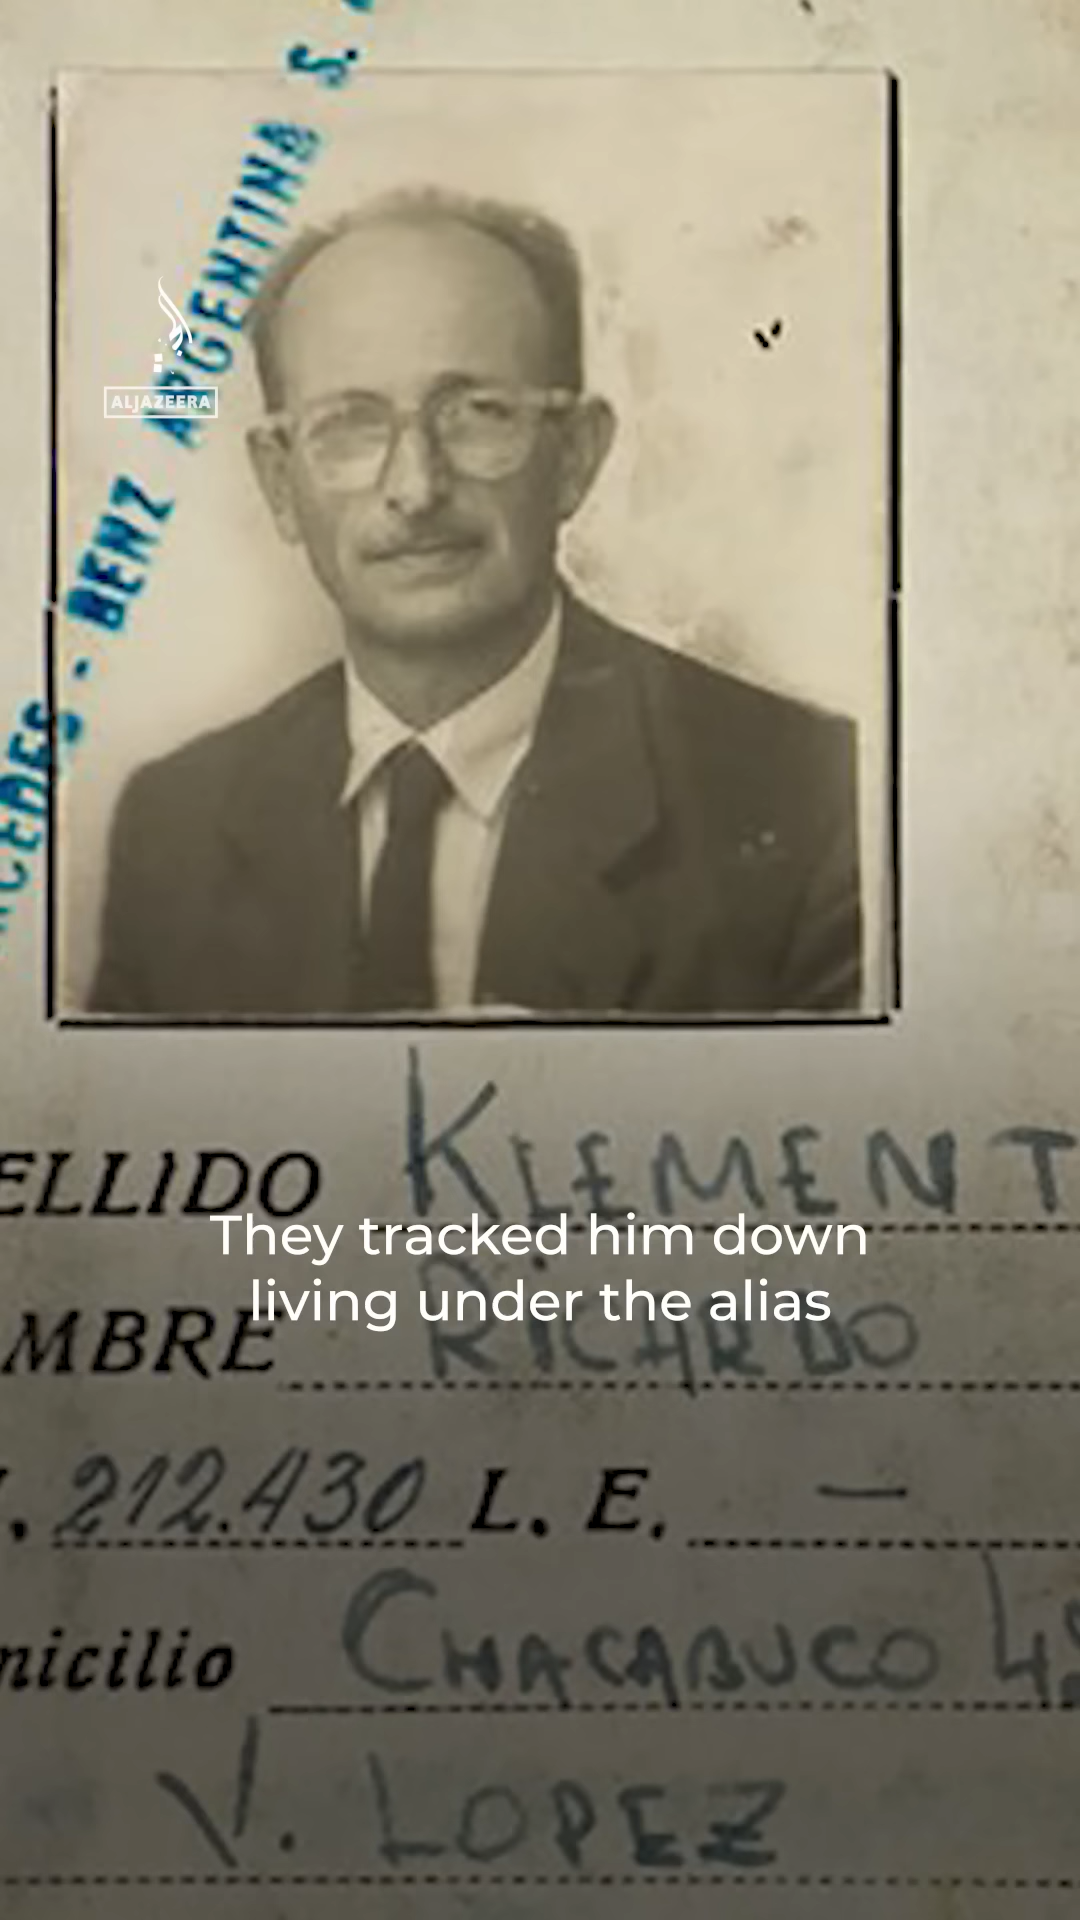 MERCEDES - BENZ ARGENTINA S.
ALJAZEERA
ELLIDO KLEMENT
They tracked him down
living under the alias
MBRE RICARDO
. 212.430 L. E. —
micilio CHACABUCO
V. LOPEZ